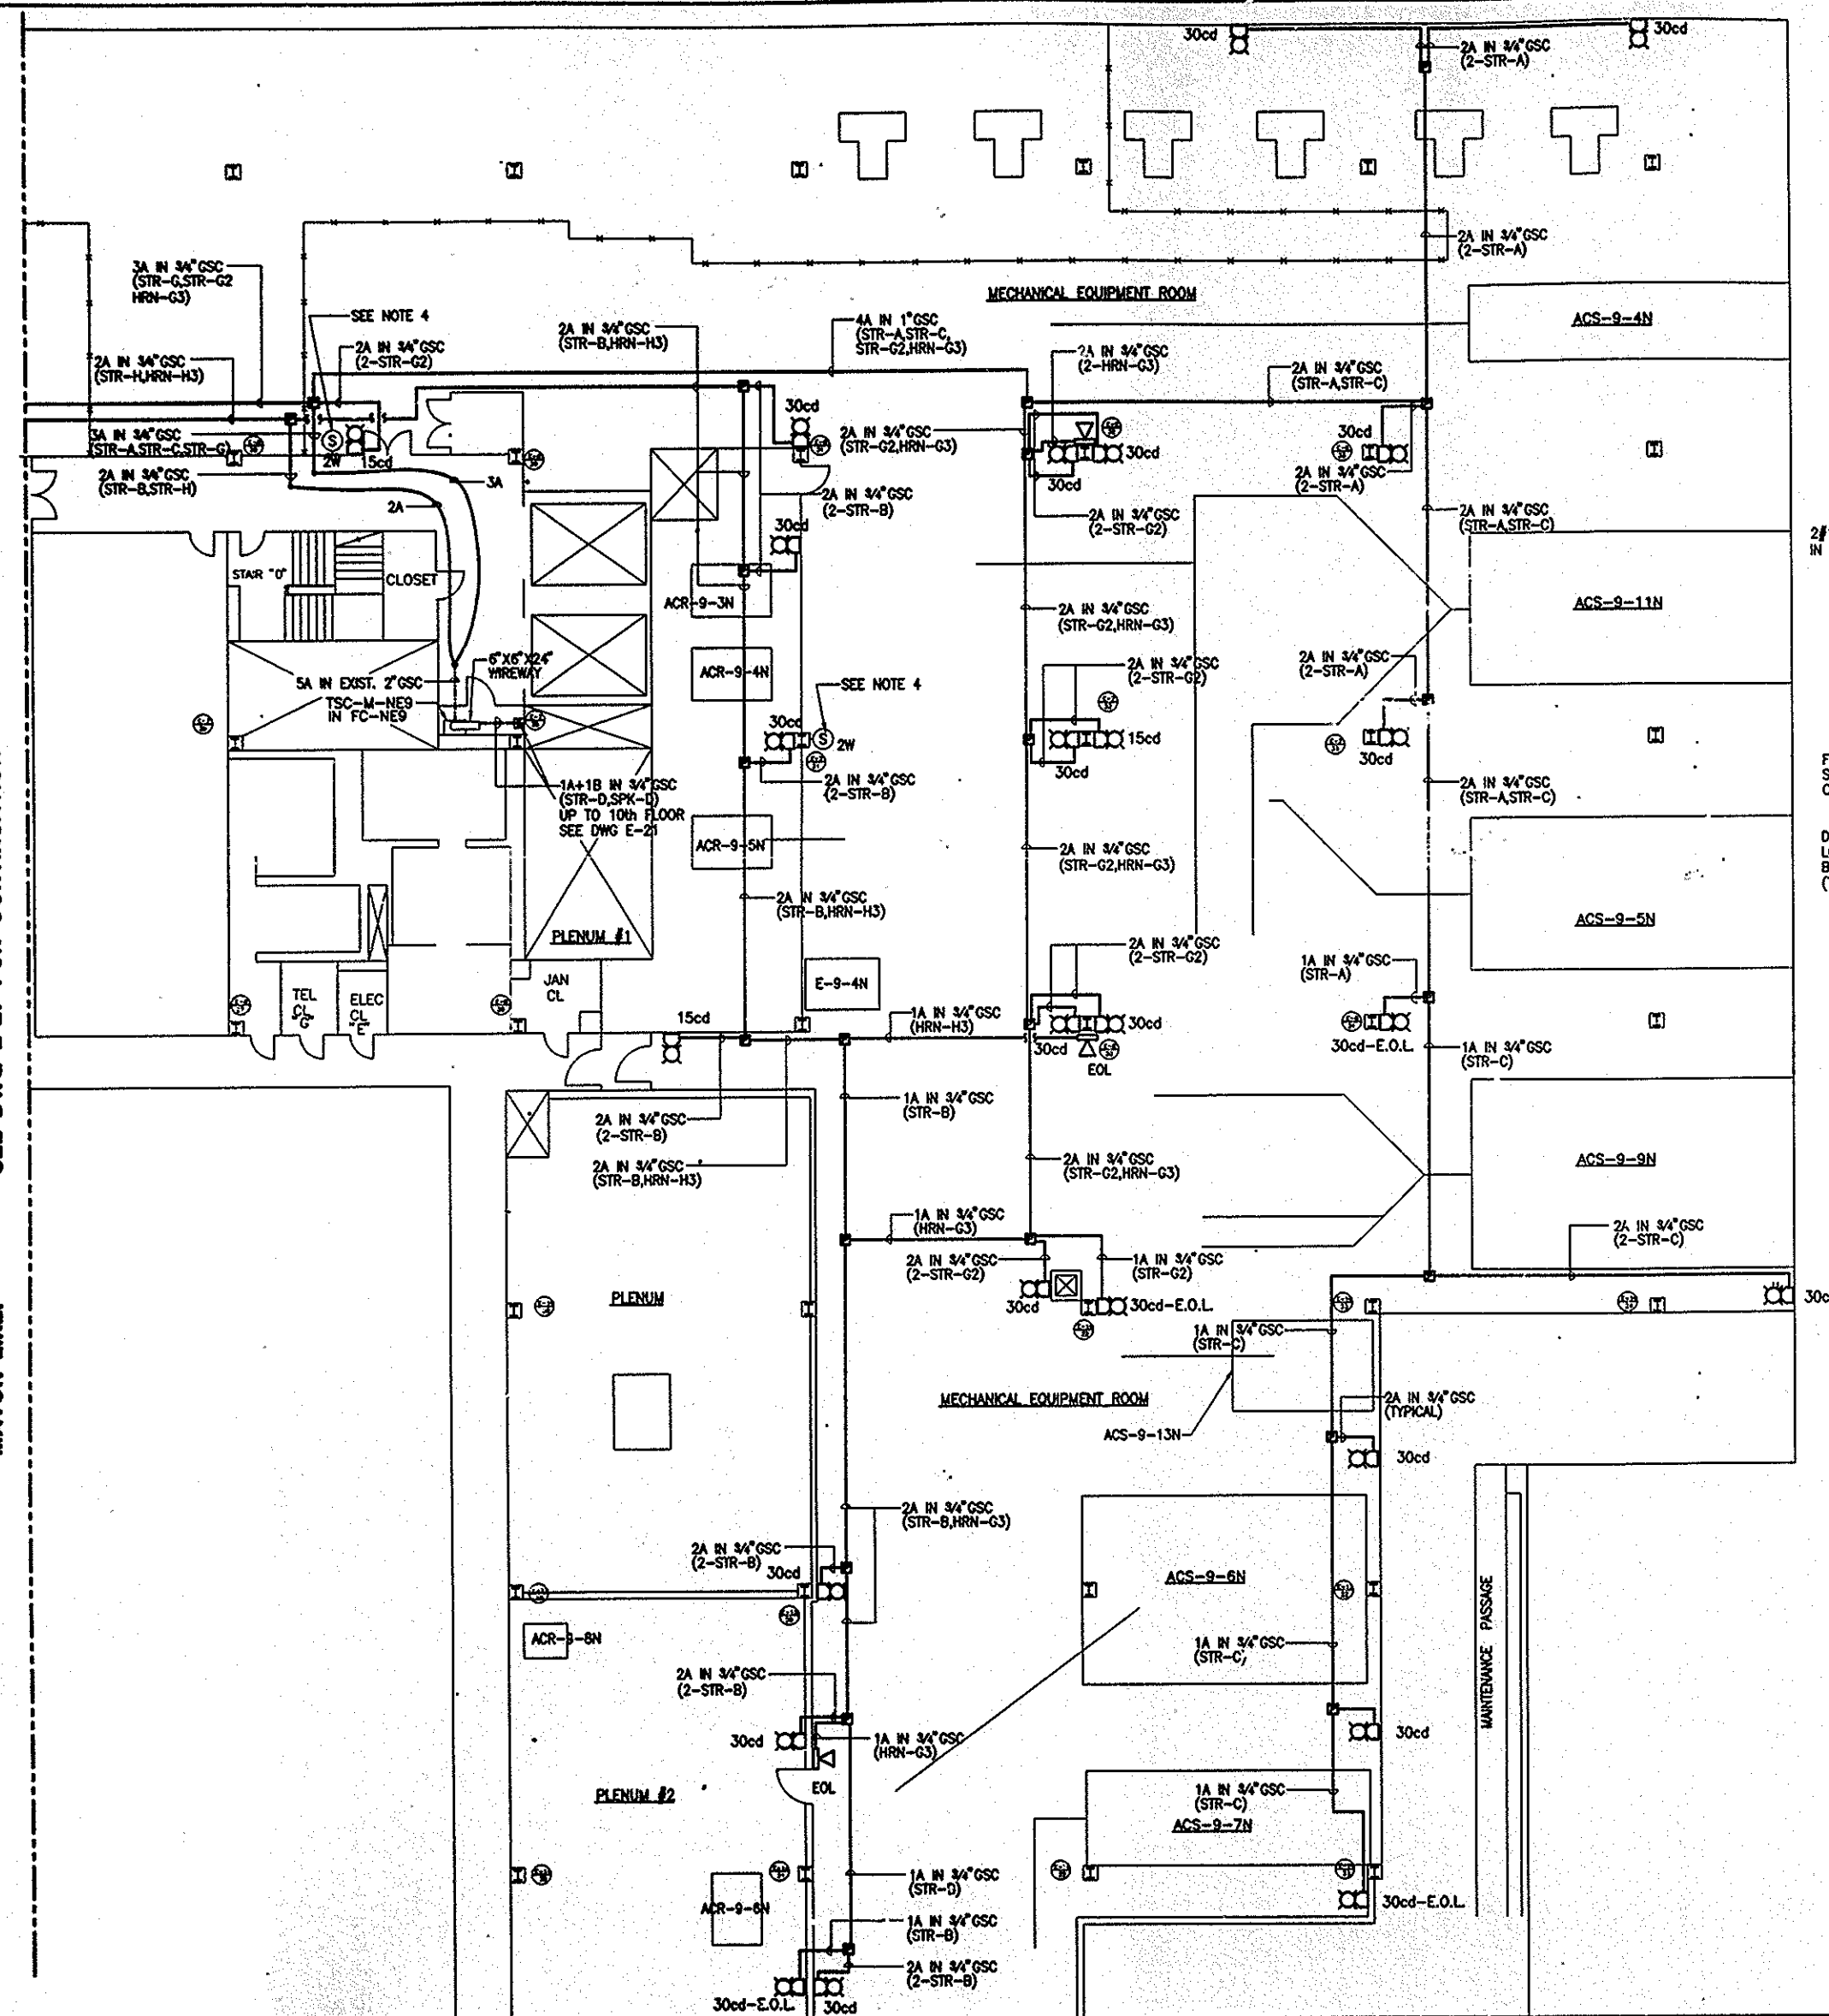 30cd
30cd
2A IN 3/4"GSC
(2-STR-A)
2A IN 3/4"GSC
(2-STR-A)
3A IN 3/4"GSC
(STR-G,STR-G2
HRN-G3)
MECHANICAL EQUIPMENT ROOM
SEE NOTE 4
2A IN 3/4"GSC
(STR-B,HRN-H3)
4A IN 1"GSC
(STR-A,STR-C,
STR-G2,HRN-G3)
ACS-9-4N
2A IN 3/4"GSC
(STR-H,HRN-H3)
2A IN 3/4"GSC
(2-STR-G2)
2A IN 3/4"GSC
(2-HRN-G3)
2A IN 3/4"GSC
(STR-A,STR-C)
30cd
3A IN 3/4"GSC
(STR-A,STR-C,STR-G)
S
2W
15cd
2A IN 3/4"GSC
(STR-G2,HRN-G3)
30cd
30cd
30cd
2A IN 3/4"GSC
(2-STR-A)
2A IN 3/4"GSC
(STR-B,STR-H)
3A
2A
2A IN 3/4"GSC
(2-STR-B)
2A IN 3/4"GSC
(2-STR-G2)
2A IN 3/4"GSC
(STR-A,STR-C)
2#
IN
30cd
STAIR "O"
CLOSET
ACR-9-3N
2A IN 3/4"GSC
(STR-G2,HRN-G3)
ACS-9-11N
6"X6"X24"
WIREWAY
5A IN EXIST. 2"GSC
TSC-M-NE9
IN FC-NE9
ACR-9-4N
SEE NOTE 4
2A IN 3/4"GSC
(2-STR-G2)
2A IN 3/4"GSC
(2-STR-A)
30cd
S
2W
15cd
30cd
30cd
1A+1B IN 3/4"GSC
(STR-D,SPK-D)
UP TO 10th FLOOR
SEE DWG E-21
2A IN 3/4"GSC
(2-STR-B)
2A IN 3/4"GSC
(STR-A,STR-C)
ACR-9-5N
2A IN 3/4"GSC
(STR-G2,HRN-G3)
2A IN 3/4"GSC
(STR-B,HRN-H3)
ACS-9-5N
PLENUM #1
2A IN 3/4"GSC
(2-STR-G2)
1A IN 3/4"GSC
(STR-A)
JAN
CL
E-9-4N
TEL
CL
"G"
ELEC
CL
"E"
15cd
1A IN 3/4"GSC
(HRN-H3)
30cd
30cd
EOL
30cd-E.O.L.
1A IN 3/4"GSC
(STR-C)
1A IN 3/4"GSC
(STR-B)
2A IN 3/4"GSC
(2-STR-B)
2A IN 3/4"GSC
(STR-B,HRN-H3)
2A IN 3/4"GSC
(STR-G2,HRN-G3)
ACS-9-9N
1A IN 3/4"GSC
(HRN-G3)
2A IN 3/4"GSC
(2-STR-C)
2A IN 3/4"GSC
(2-STR-G2)
1A IN 3/4"GSC
(STR-G2)
PLENUM
30cd
30cd-E.O.L.
1A IN 3/4"GSC
(STR-C)
MECHANICAL EQUIPMENT ROOM
2A IN 3/4"GSC
(TYPICAL)
ACS-9-13N
30cd
2A IN 3/4"GSC
(STR-B,HRN-G3)
2A IN 3/4"GSC
(2-STR-B)
30cd
ACS-9-6N
MAINTENANCE PASSAGE
ACR-9-8N
1A IN 3/4"GSC
(STR-C)
2A IN 3/4"GSC
(2-STR-B)
30cd
1A IN 3/4"GSC
(HRN-G3)
30cd
EOL
PLENUM #2
1A IN 3/4"GSC
(STR-C)
ACS-9-7N
1A IN 3/4"GSC
(STR-D)
ACR-9-6N
30cd-E.O.L.
1A IN 3/4"GSC
(STR-B)
2A IN 3/4"GSC
(2-STR-B)
30cd-E.O.L.
30cd